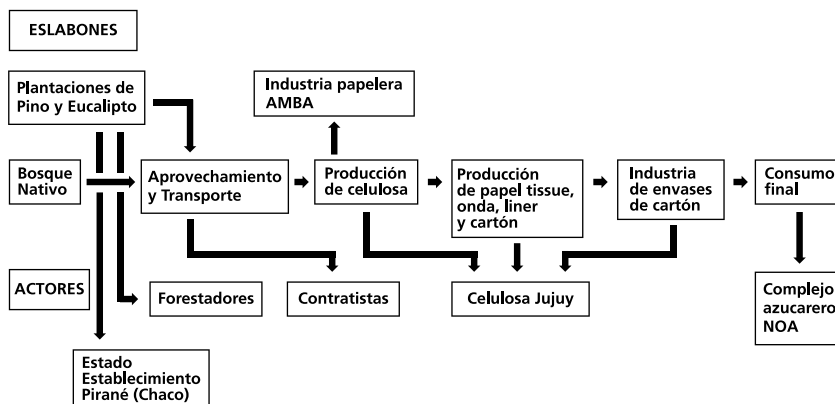 ESLABONES
Plantaciones de
Pino y Eucalipto
Industria papelera
AMBA
Bosque
Nativo
Aprovechamiento
y Transporte
Producción
de celulosa
Producción
de papel tissue,
onda, liner
y cartón
Industria
de envases
de cartón
Consumo
final
ACTORES
Forestadores
Contratistas
Celulosa Jujuy
Complejo
azucarero
NOA
Estado
Establecimiento
Pirané (Chaco)